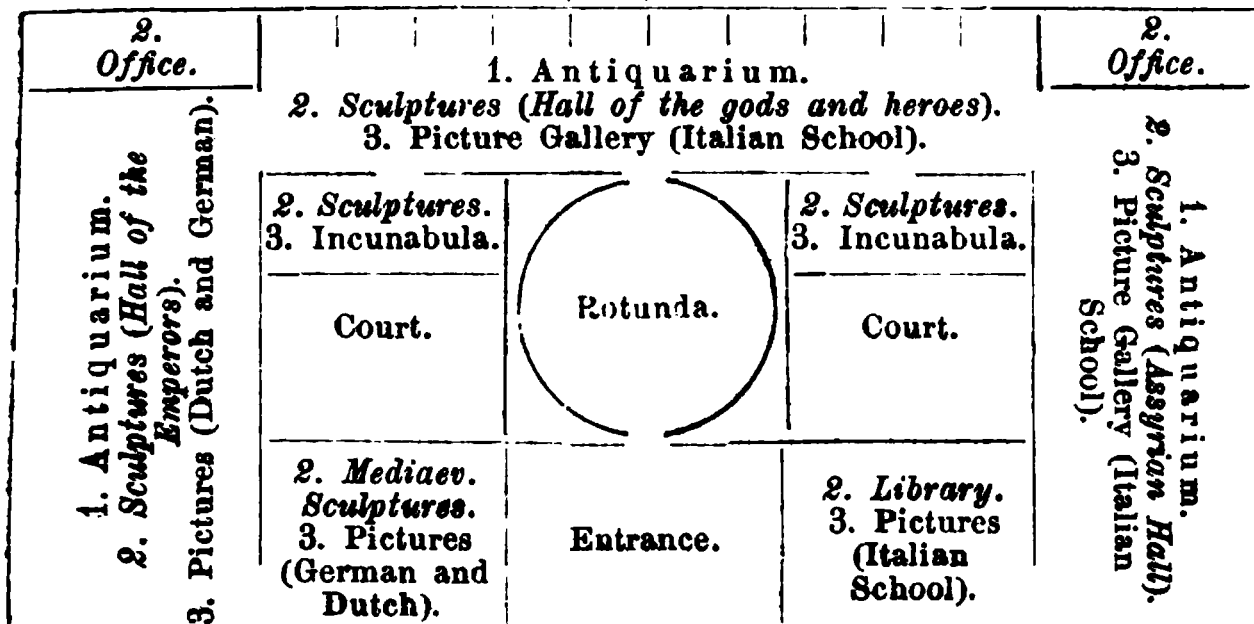 2.
Office.
1. Antiquarium.
2. Sculptures (Hall of the gods and heroes).
3. Picture Gallery (Italian School).
2.
Office.
1. Antiquarium.
2. Sculptures (Hall of the
Emperors).
3. Pictures (Dutch and German).
2. Sculptures.
3. Incunabula.
Court.
Rotunda.
2. Sculptures.
3. Incunabula.
Court.
1. Antiquarium.
2. Sculptures (Assyrian Hall).
3. Picture Gallery (Italian
School).
2. Mediaev.
Sculptures.
3. Pictures
(German and
Dutch).
Entrance.
2. Library.
3. Pictures
(Italian
School).